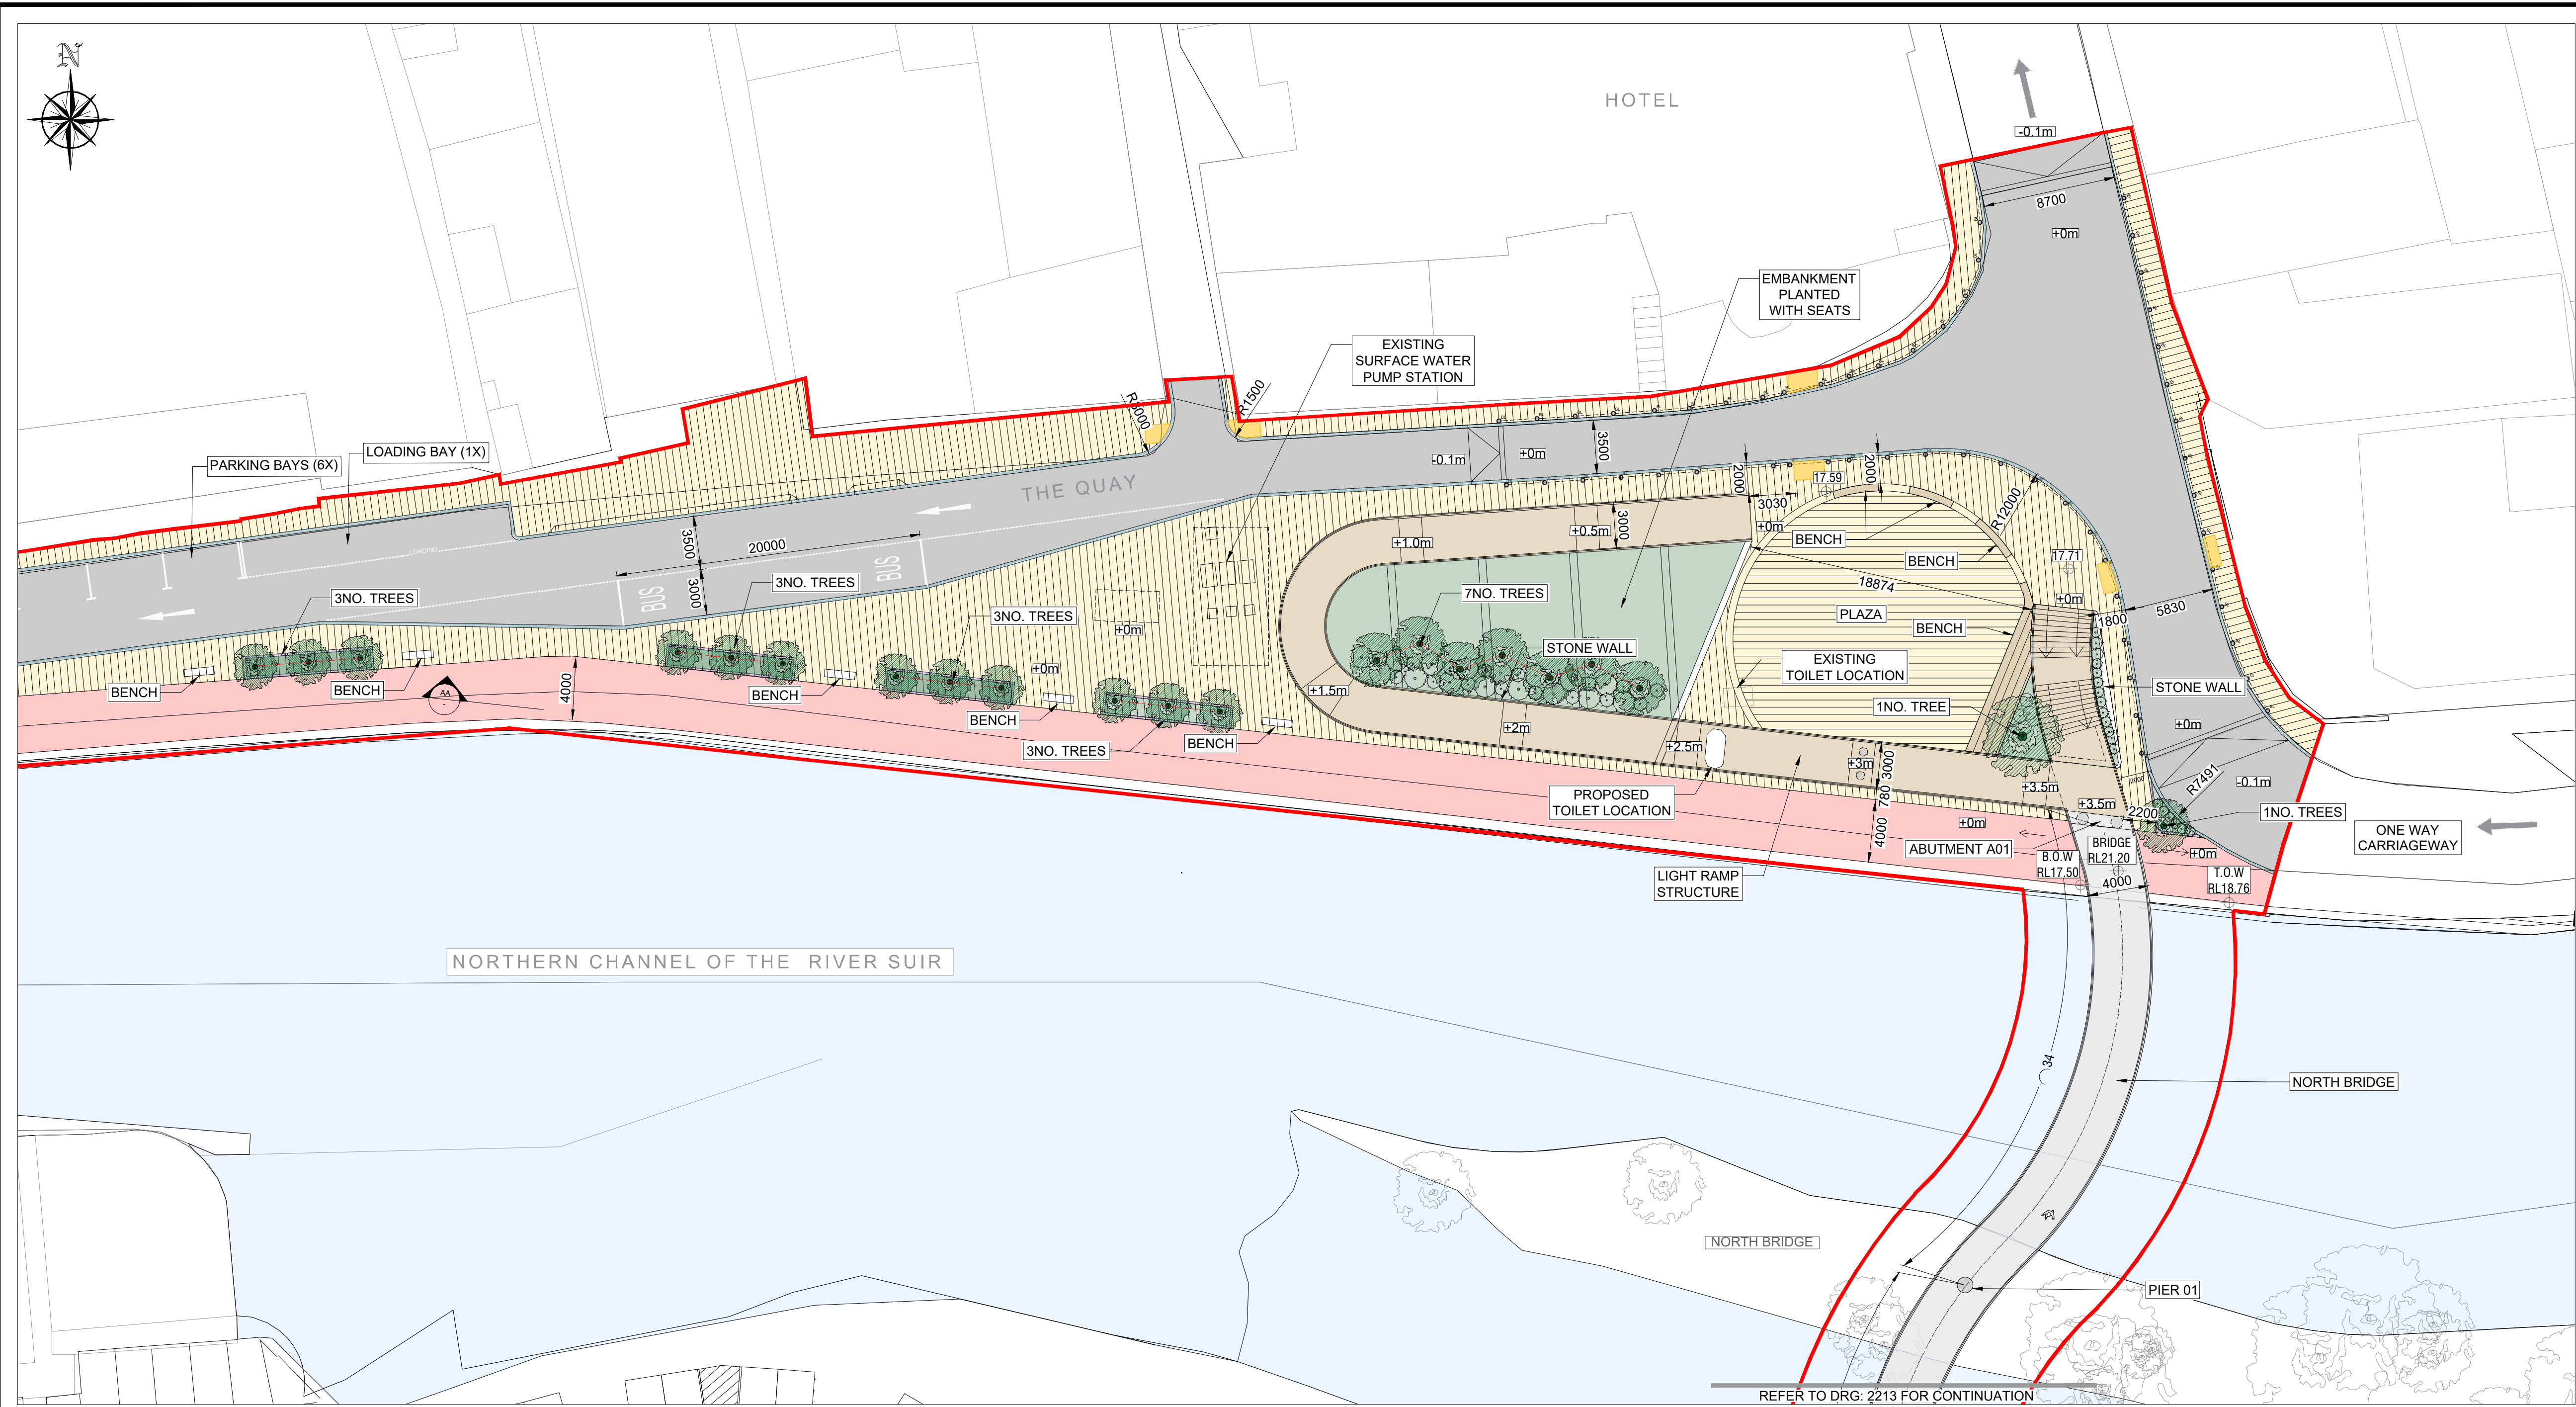 N
HOTEL
-0.1m
8700
+0m
EMBANKMENT
PLANTED
WITH SEATS
EXISTING
SURFACE WATER
PUMP STATION
R1500
LOADING BAY (1X)
PARKING BAYS (6X)
THE QUAY
LOADING
3500
20000
3000
BUS
BUS
-0.1m
+0m
3500
2000
2000
17.59
3030
+0m
R12000
+1.0m
+0.5m
3000
BENCH
BENCH
17.71
18874
+0m
5830
1800
3NO. TREES
3NO. TREES
3NO. TREES
7NO. TREES
PLAZA
BENCH
+0m
STONE WALL
EXISTING
TOILET LOCATION
+0m
BENCH
BENCH
AA
-
4000
BENCH
BENCH
3NO. TREES
BENCH
+1.5m
+2m
+2.5m
STONE WALL
1NO. TREE
+0m
+3m
3000
780
4000
+3.5m
+3.5m
2000
R7491
-0.1m
PROPOSED
TOILET LOCATION
2200
1NO. TREES
+0m
ONE WAY
CARRIAGEWAY
ABUTMENT A01
B.O.W
RL17.50
BRIDGE
RL21.20
+0m
LIGHT RAMP
STRUCTURE
4000
T.O.W
RL18.76
NORTHERN CHANNEL OF THE RIVER SUIR
34
NORTH BRIDGE
NORTH BRIDGE
PIER 01
REFER TO DRG: 2213 FOR CONTINUATION